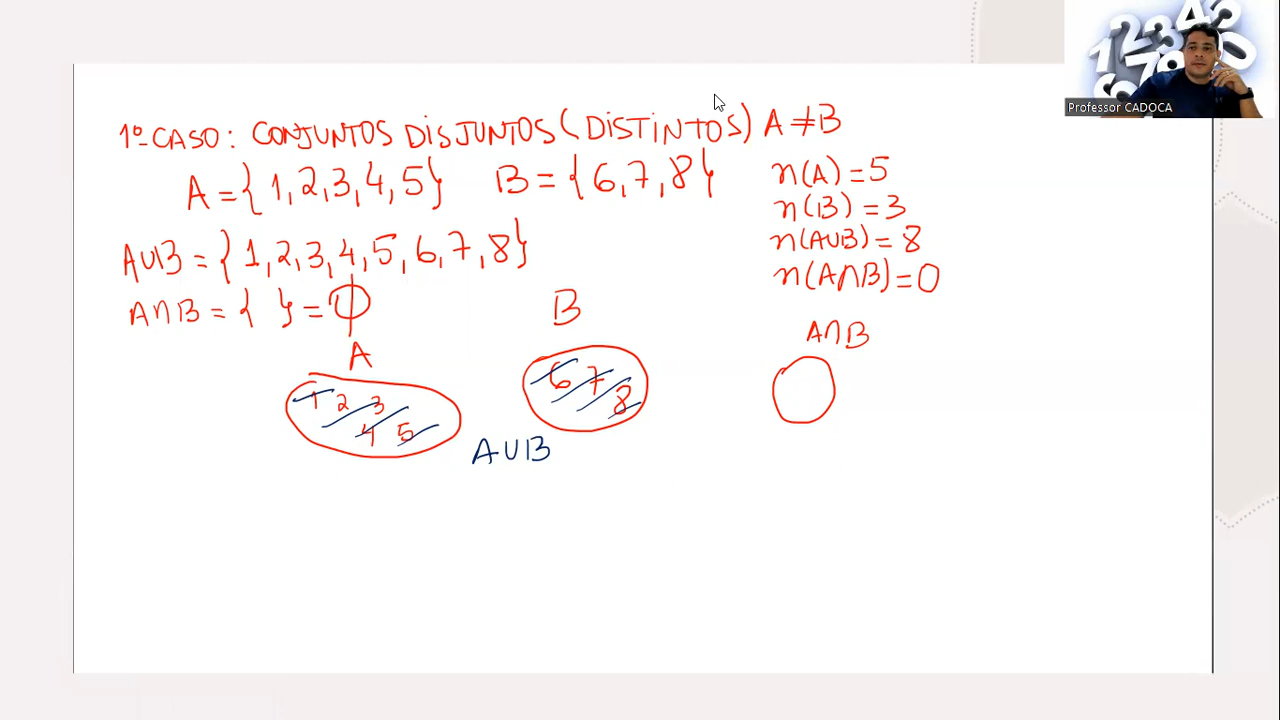 1º CASO: CONJUNTOS DISJUNTOS (DISTINTOS) A ≠ B
A = {1, 2, 3, 4, 5} B = {6, 7, 8}
n(A) = 5
n(B) = 3
A∪B = {1, 2, 3, 4, 5, 6, 7, 8}
n(A∪B) = 8
n(A∩B) = 0
A∩B = { } = ϕ
A
B
A∩B
1 2 3
4 5
6 7
8
A∪B
Professor CADOCA